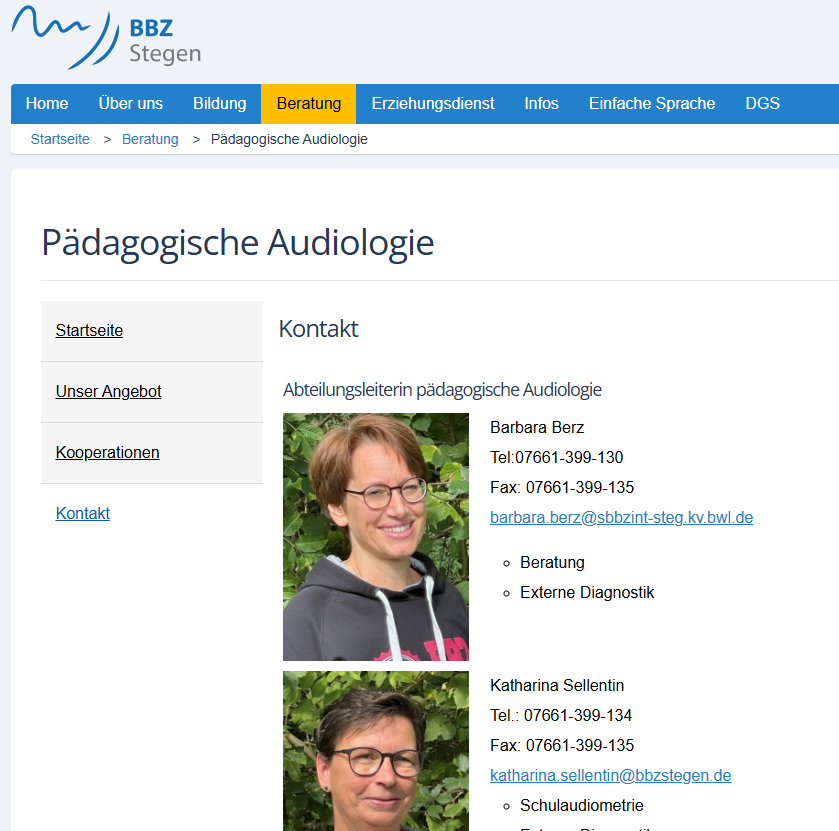 BBZ
Stegen
Home Über uns Bildung Beratung Erziehungsdienst Infos Einfache Sprache DGS
Startseite > Beratung > Pädagogische Audiologie
Pädagogische Audiologie
Startseite
Unser Angebot
Kooperationen
Kontakt
Kontakt
Abteilungsleiterin pädagogische Audiologie
Barbara Berz
Tel:07661-399-130
Fax: 07661-399-135
barbara.berz@sbbzint-steg.kv.bwl.de
Beratung
Externe Diagnostik
Katharina Sellentin
Tel.: 07661-399-134
Fax: 07661-399-135
katharina.sellentin@bbzstegen.de
Schulaudiometrie